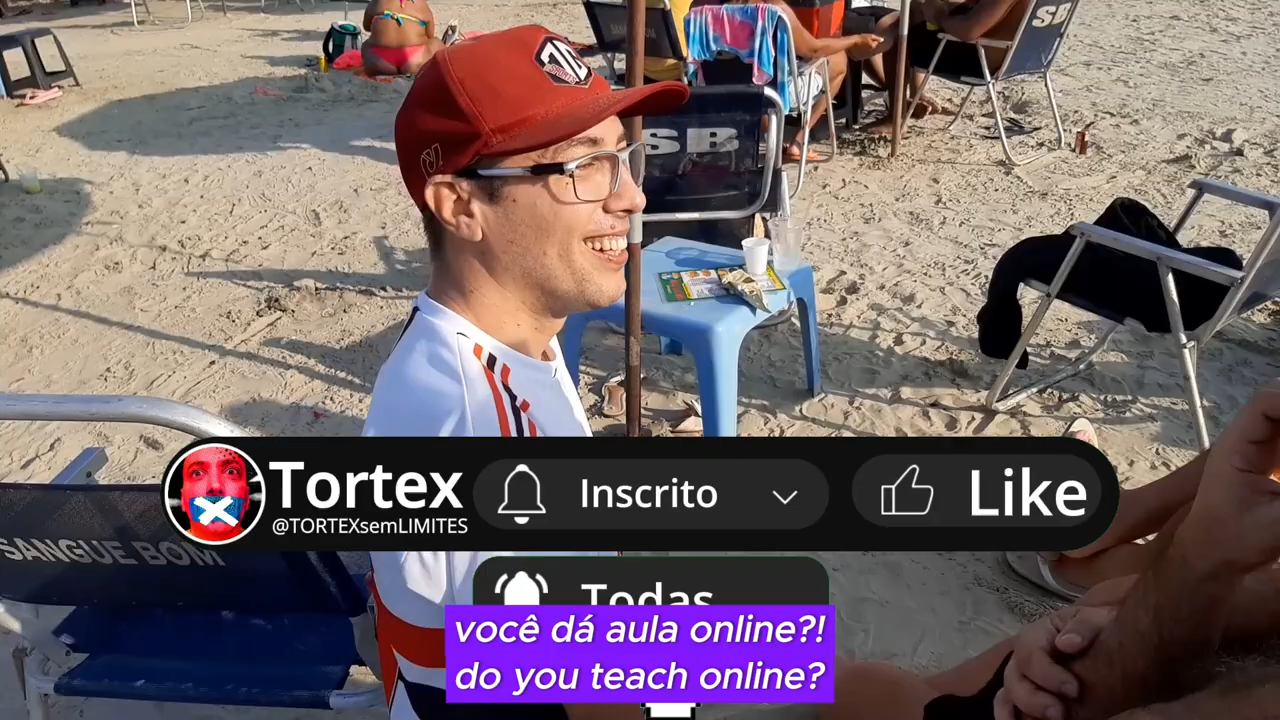 SB
SB
SANGUE BOM
Tortex
@TORTEXsemLIMITES
Inscrito
Like
Todas
você dá aula online?!
do you teach online?